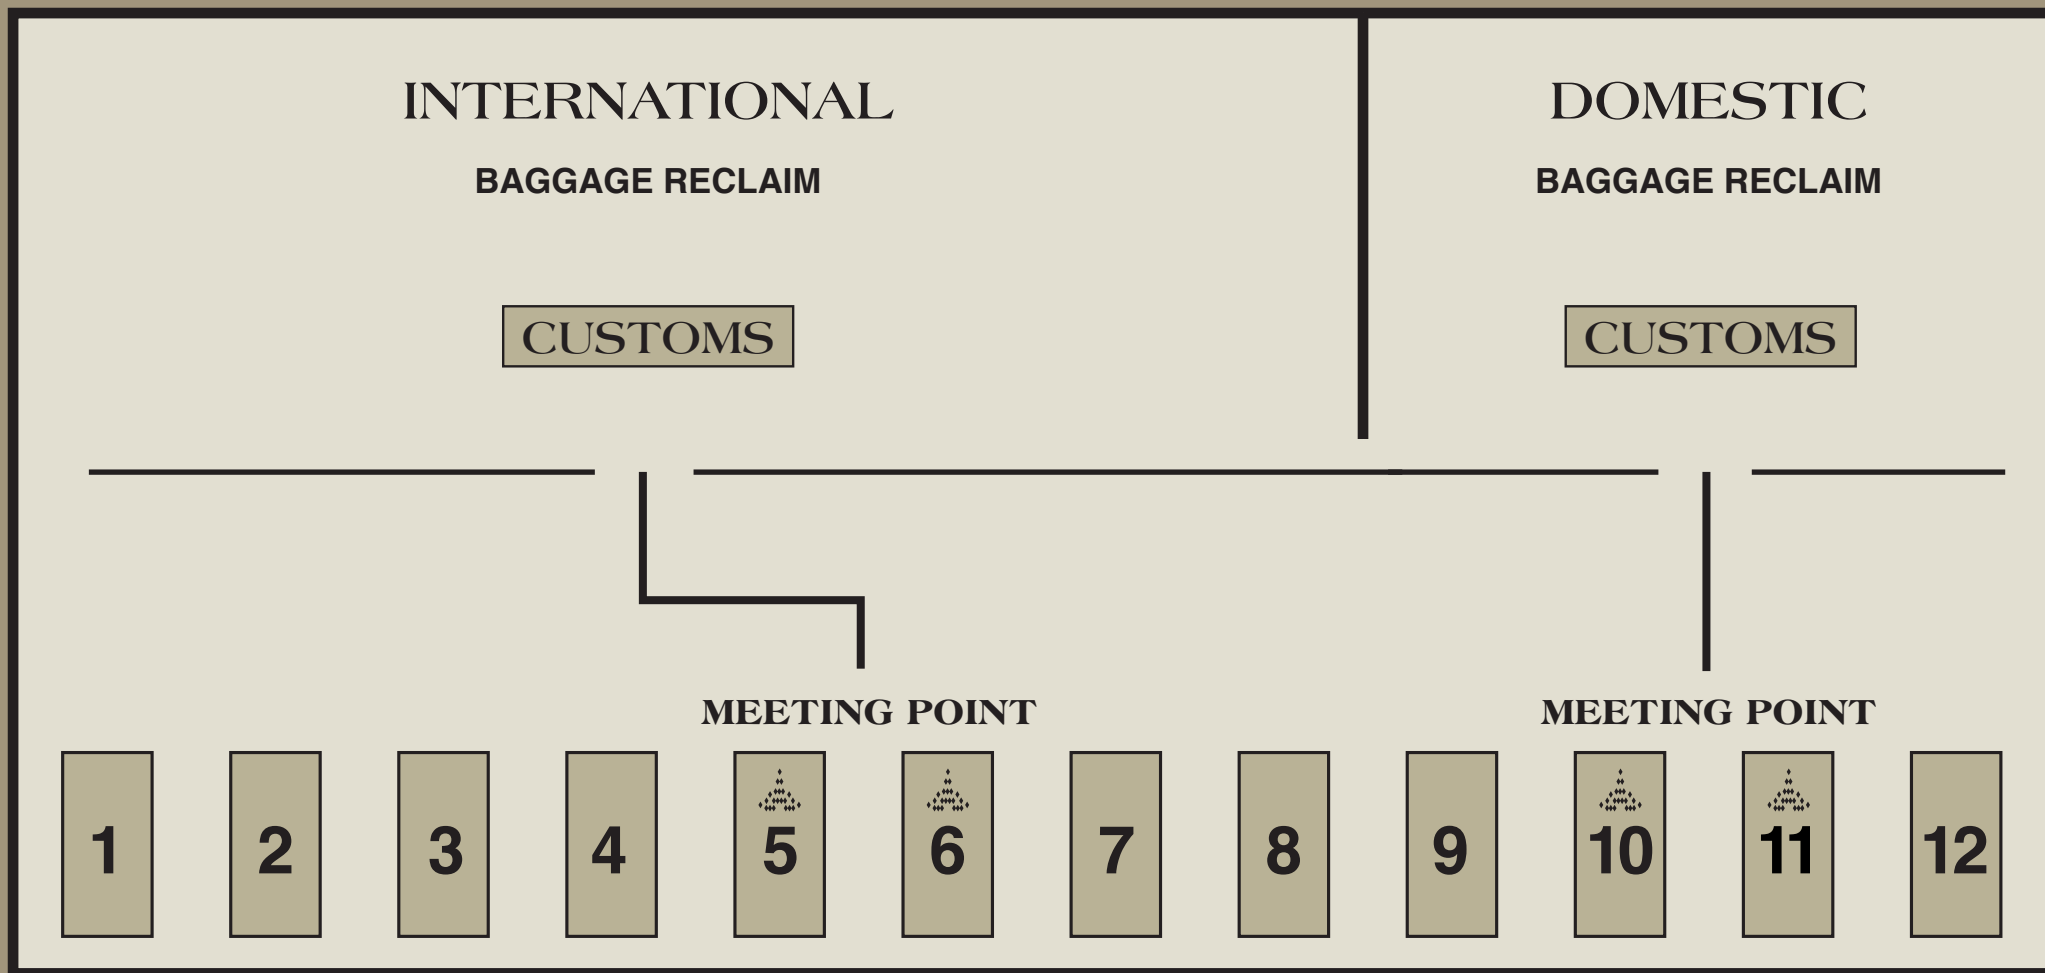 INTERNATIONAL
BAGGAGE RECLAIM
CUSTOMS
DOMESTIC
BAGGAGE RECLAIM
CUSTOMS
MEETING POINT
MEETING POINT
1 2 3 4 5 6 7 8 9 10 11 12